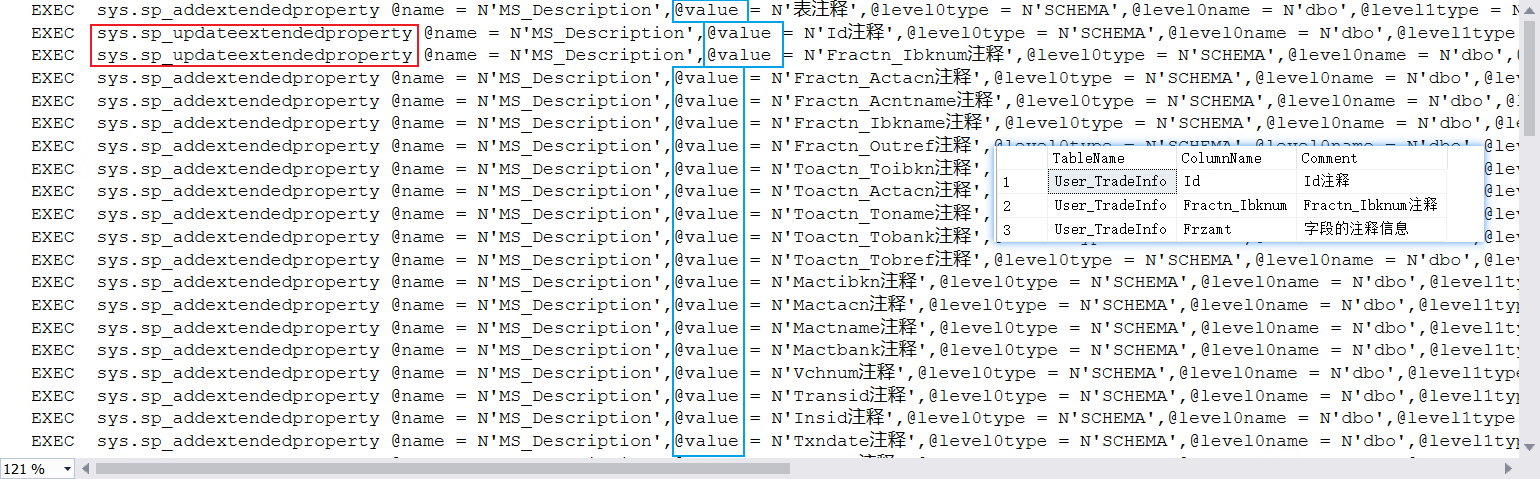 EXEC sys.sp_addextendedproperty @name = N'MS_Description',@value = N'表注释',@level0type = N'SCHEMA',@level0name = N'dbo',@level1type = N
EXEC sys.sp_updateextendedproperty @name = N'MS_Description',@value = N'Id注释',@level0type = N'SCHEMA',@level0name = N'dbo',@level1type
EXEC sys.sp_updateextendedproperty @name = N'MS_Description',@value = N'Fractn_Ibknum注释',@level0type = N'SCHEMA',@level0name = N'dbo',
EXEC sys.sp_addextendedproperty @name = N'MS_Description',@value = N'Fractn_Actacn注释',@level0type = N'SCHEMA',@level0name = N'dbo',@leve
EXEC sys.sp_addextendedproperty @name = N'MS_Description',@value = N'Fractn_Acntname注释',@level0type = N'SCHEMA',@level0name = N'dbo',
EXEC sys.sp_addextendedproperty @name = N'MS_Description',@value = N'Fractn_Ibkname注释',@level0type = N'SCHEMA',@level0name = N'dbo',
EXEC sys.sp_addextendedproperty @name = N'MS_Description',@value = N'Fractn_Outref注释',@level0type = N'SCHEMA',@level0name = N'dbo',@leve
EXEC sys.sp_addextendedproperty @name = N'MS_Description',@value = N'Toactn_Toibkn注释'
EXEC sys.sp_addextendedproperty @name = N'MS_Description',@value = N'Toactn_Actacn注释'
EXEC sys.sp_addextendedproperty @name = N'MS_Description',@value = N'Toactn_Toname注释'
EXEC sys.sp_addextendedproperty @name = N'MS_Description',@value = N'Toactn_Tobank注释'
EXEC sys.sp_addextendedproperty @name = N'MS_Description',@value = N'Toactn_Tobref注释',@level0type = N'SCHEMA',@level0name = N'dbo',@leve
EXEC sys.sp_addextendedproperty @name = N'MS_Description',@value = N'Mactibkn注释',@level0type = N'SCHEMA',@level0name = N'dbo',@level1t
EXEC sys.sp_addextendedproperty @name = N'MS_Description',@value = N'Mactacn注释',@level0type = N'SCHEMA',@level0name = N'dbo',@level1ty
EXEC sys.sp_addextendedproperty @name = N'MS_Description',@value = N'Mactname注释',@level0type = N'SCHEMA',@level0name = N'dbo',@level1t
EXEC sys.sp_addextendedproperty @name = N'MS_Description',@value = N'Mactbank注释',@level0type = N'SCHEMA',@level0name = N'dbo',@level1t
EXEC sys.sp_addextendedproperty @name = N'MS_Description',@value = N'Vchnum注释',@level0type = N'SCHEMA',@level0name = N'dbo',@level1typ
EXEC sys.sp_addextendedproperty @name = N'MS_Description',@value = N'Transid注释',@level0type = N'SCHEMA',@level0name = N'dbo',@level1ty
EXEC sys.sp_addextendedproperty @name = N'MS_Description',@value = N'Insid注释',@level0type = N'SCHEMA',@level0name = N'dbo',@level1type
EXEC sys.sp_addextendedproperty @name = N'MS_Description',@value = N'Txndate注释',@level0type = N'SCHEMA',@level0name = N'dbo',@level1ty
TableName ColumnName Comment
1 User_TradeInfo Id Id注释
2 User_TradeInfo Fractn_Ibknum Fractn_Ibknum注释
3 User_TradeInfo Frzamt 字段的注释信息
121 %